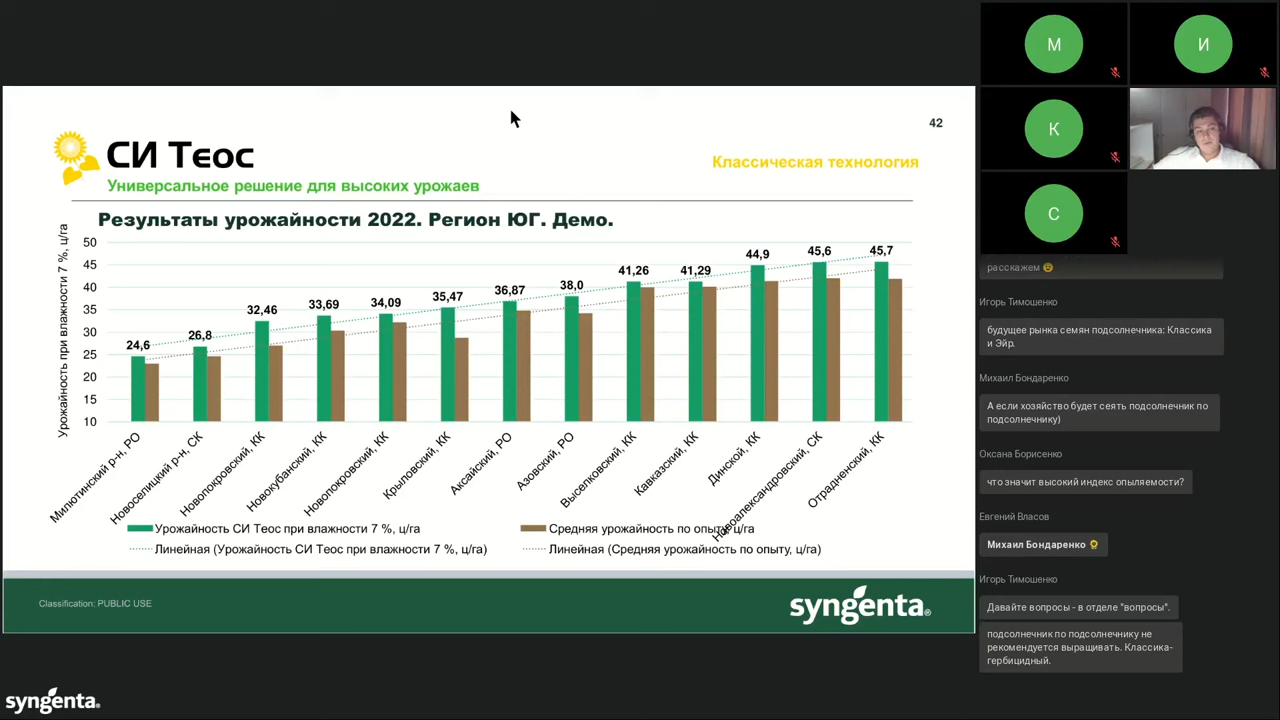 42
СИ Теос
Классическая технология
Универсальное решение для высоких урожаев
Результаты урожайности 2022. Регион ЮГ. Демо.
Урожайность при влажности 7 %, ц/га
50
45
40
35
30
25
20
15
10
24,6
26,8
32,46
33,69
34,09
35,47
36,87
38,0
41,26
41,29
44,9
45,6
45,7
Милютинский р-н, РО
Новоселицкий р-н, СК
Новопокровский, КК
Новокубанский, КК
Новопокровский, КК
Крыловский, КК
Аксайский, РО
Азовский, РО
Выселковский, КК
Кавказский, КК
Динской, КК
Новоалександровский, СК
Отрадненский, КК
Урожайность СИ Теос при влажности 7 %, ц/га
Средняя урожайность по опыту, ц/га
Линейная (Урожайность СИ Теос при влажности 7 %, ц/га)
Линейная (Средняя урожайность по опыту, ц/га)
Classification: PUBLIC USE
syngenta®
syngenta®
М
И
К
С
расскажем
Игорь Тимошенко
будущее рынка семян подсолнечника: Классика
и Эйр.
Михаил Бондаренко
А если хозяйство будет сеять подсолнечник по
подсолнечнику)
Оксана Борисенко
что значит высокий индекс опыляемости?
Евгений Власов
Михаил Бондаренко
Игорь Тимошенко
Давайте вопросы - в отделе "вопросы".
подсолнечник по подсолнечнику не
рекомендуется выращивать. Классика-
гербицидный.